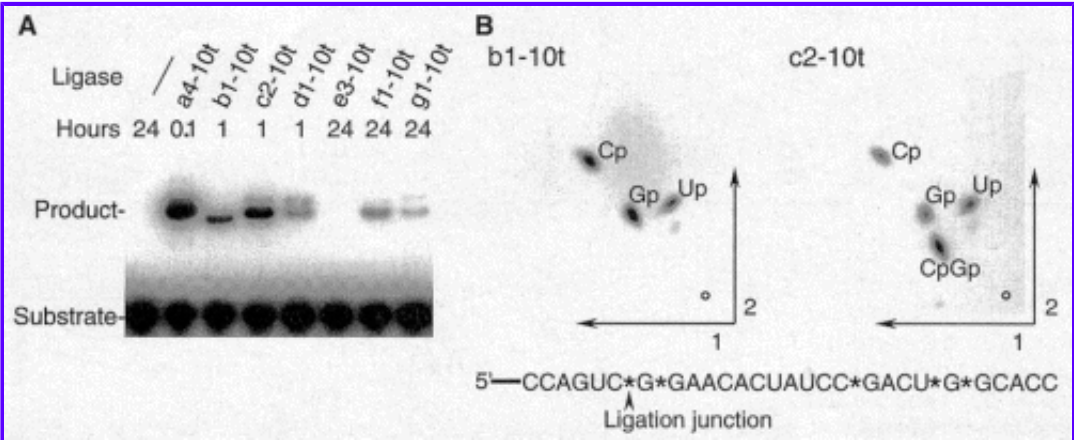 A
Ligase
a4-10t
b1-10t
c2-10t
d1-10t
e3-10t
f1-10t
g1-10t
Hours 24 0.1 1 1 1 24 24 24
Product-
Substrate-
B
b1-10t
Cp
Gp
Up
2
1
c2-10t
Cp
Gp
Up
CpGp
2
1
5'—CCAGUC*G*GAACACUAUCC*GACU*G*GCACC
Ligation junction